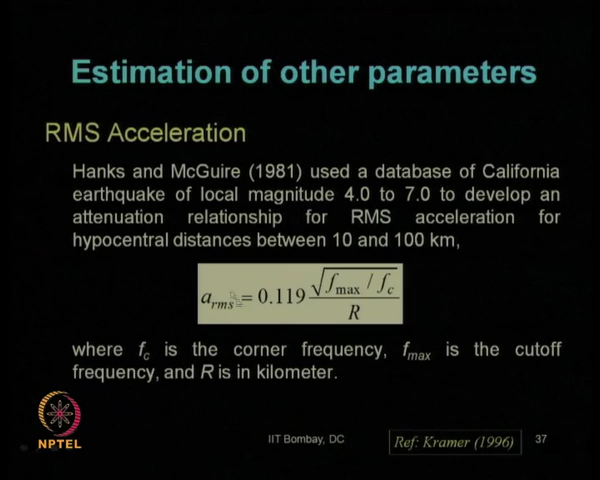 Estimation of other parameters
RMS Acceleration
Hanks and McGuire (1981) used a database of California
earthquake of local magnitude 4.0 to 7.0 to develop an
attenuation relationship for RMS acceleration for
hypocentral distances between 10 and 100 km,
a_rms = 0.119 √(f_max / f_c) / R
where f_c is the corner frequency, f_max is the cutoff
frequency, and R is in kilometer.
NPTEL
IIT Bombay, DC
Ref: Kramer (1996)
37